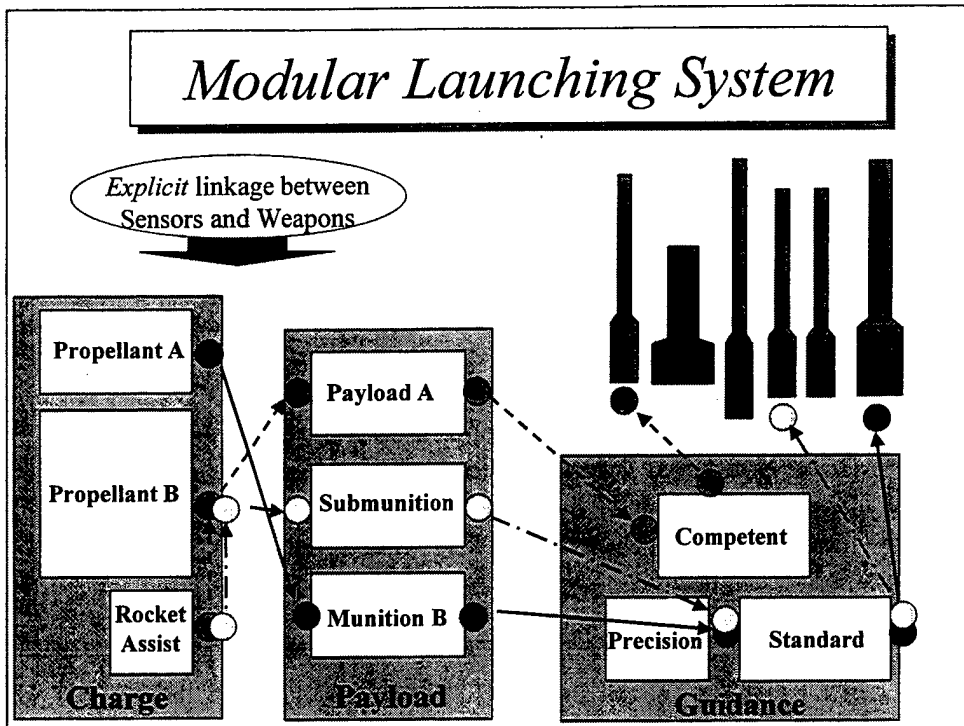 Modular Launching System
Explicit linkage between
Sensors and Weapons
Propellant A
Propellant B
Rocket
Assist
Charge
Payload A
Submunition
Munition B
Payload
Competent
Precision
Standard
Guidance